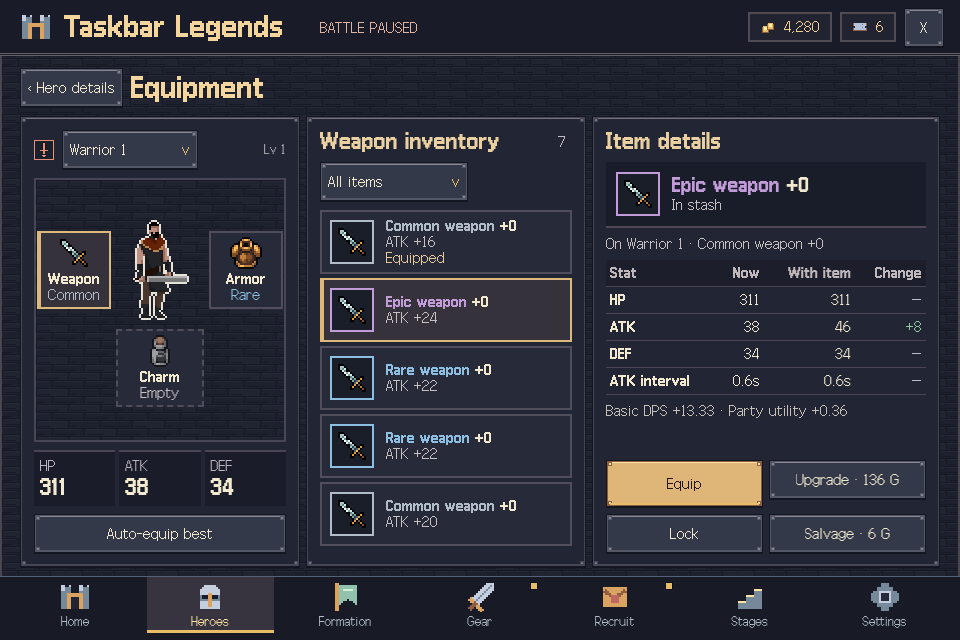 Taskbar Legends
BATTLE PAUSED
4,280
6
X
‹ Hero details
Equipment
Warrior 1
v
Lv 1
Weapon
Common
Armor
Rare
Charm
Empty
HP
311
ATK
38
DEF
34
Auto-equip best
Weapon inventory
7
All items
v
Common weapon +0
ATK +16
Equipped
Epic weapon +0
ATK +24
Rare weapon +0
ATK +22
Rare weapon +0
ATK +22
Common weapon +0
ATK +20
Item details
Epic weapon +0
In stash
On Warrior 1 · Common weapon +0
Stat Now With item Change
HP 311 311 —
ATK 38 46 +8
DEF 34 34 —
ATK interval 0.6s 0.6s —
Basic DPS +13.33 · Party utility +0.36
Equip
Upgrade · 136 G
Lock
Salvage · 6 G
Home
Heroes
Formation
Gear
Recruit
Stages
Settings